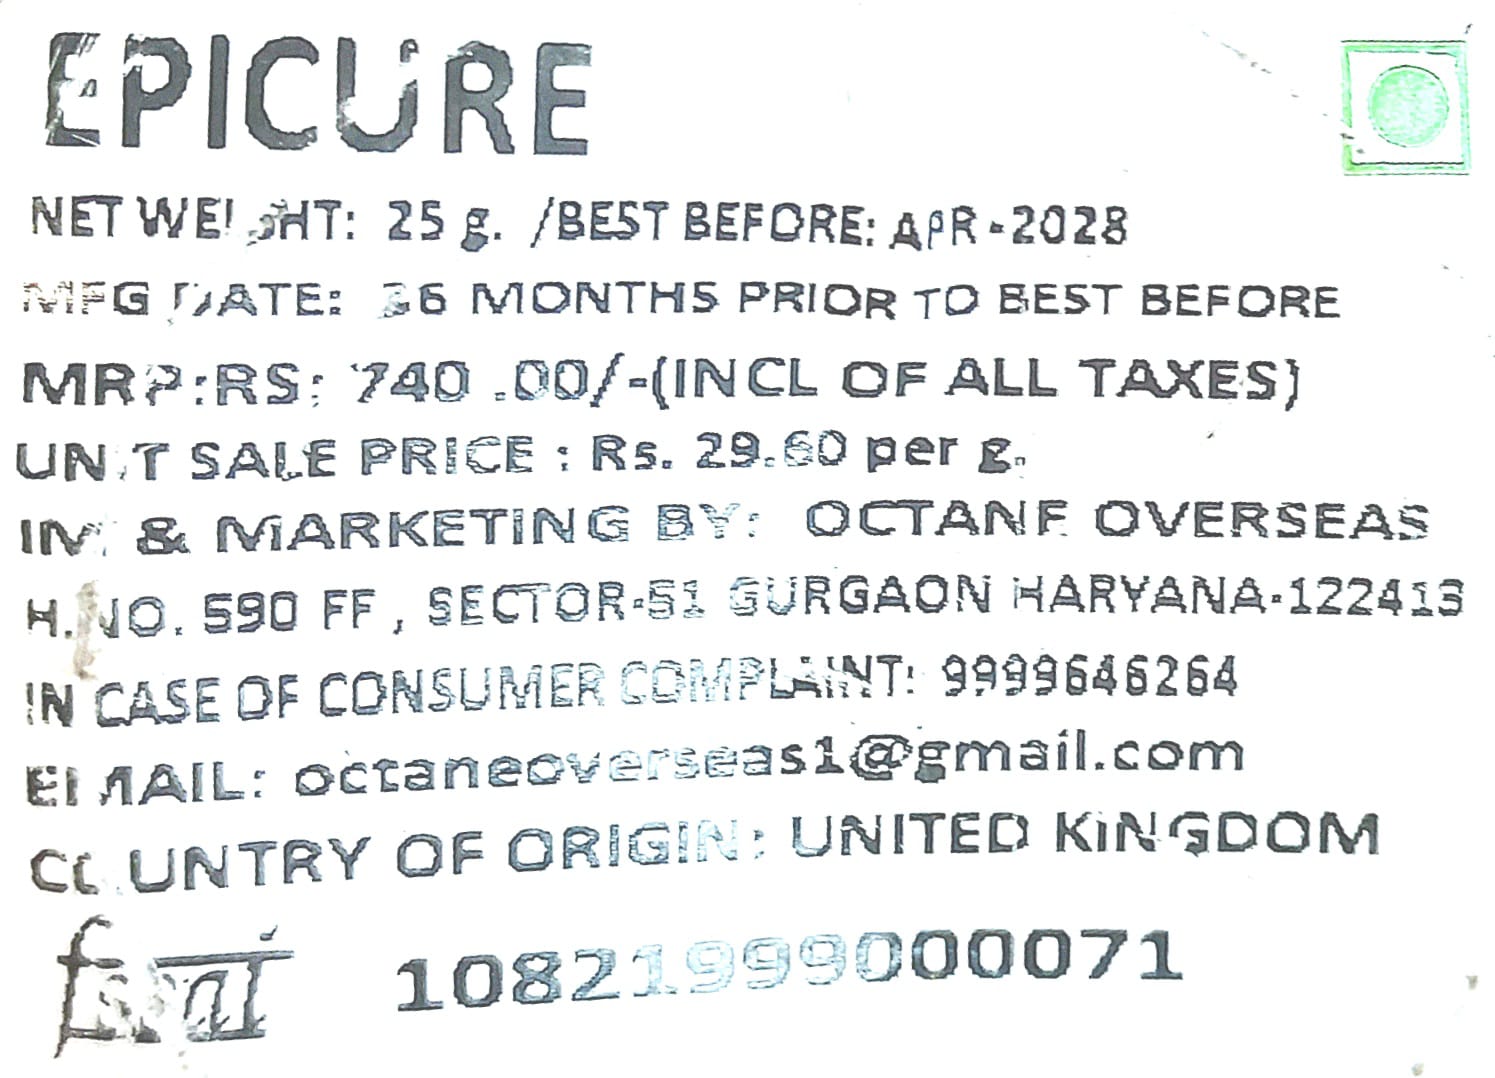 EPICURE
NET WEIGHT: 25 g. /BEST BEFORE: APR-2028
MFG DATE: 36 MONTHS PRIOR TO BEST BEFORE
MRP:RS: 740 .00/-(INCL OF ALL TAXES)
UNIT SALE PRICE : Rs. 29.60 per g.
& MARKETING BY: OCTANE OVERSEAS
H.NO. 590 FF , SECTOR-51 GURGAON HARYANA-122413
IN CASE OF CONSUMER COMPLAINT: 9999646264
EMAIL: octaneoverseas1@gmail.com
COUNTRY OF ORIGIN: UNITED KINGDOM
fssai 10821999000071